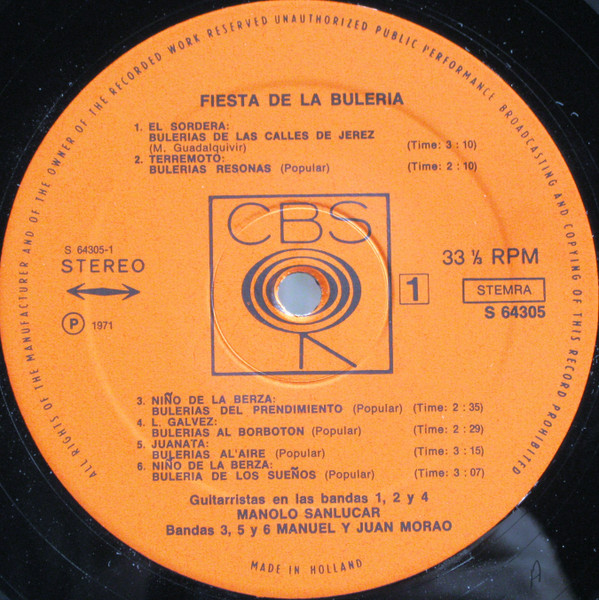 ALL RIGHTS OF THE MANUFACTURER AND OF THE OWNER OF THE RECORDED WORK RESERVED UNAUTHORIZED PUBLIC PERFORMANCE BROADCASTING AND COPYING OF THIS RECORD PROHIBITED
FIESTA DE LA BULERIA
1. EL SORDERA:
BULERIAS DE LAS CALLES DE JEREZ
(M. Guadalquivir) (Time: 3 : 10)
2. TERREMOTO:
BULERIAS RESONAS (Popular) (Time: 2 : 10)
CBS
S 64305-1
STEREO
33 ⅓ RPM
1
STEMRA
S 64305
Ⓟ 1971
3. NIÑO DE LA BERZA:
BULERIAS DEL PRENDIMIENTO (Popular) (Time: 2 : 35)
4. L. GALVEZ:
BULERIAS AL BORBOTON (Popular) (Time: 2 : 29)
5. JUANATA:
BULERIAS AL'AIRE (Popular) (Time: 3 : 15)
6. NIÑO DE LA BERZA:
BULERIA DE LOS SUEÑOS (Popular) (Time: 3 : 07)
Guitarristas en las bandas 1, 2 y 4
MANOLO SANLUCAR
Bandas 3, 5 y 6 MANUEL Y JUAN MORAO
MADE IN HOLLAND
A